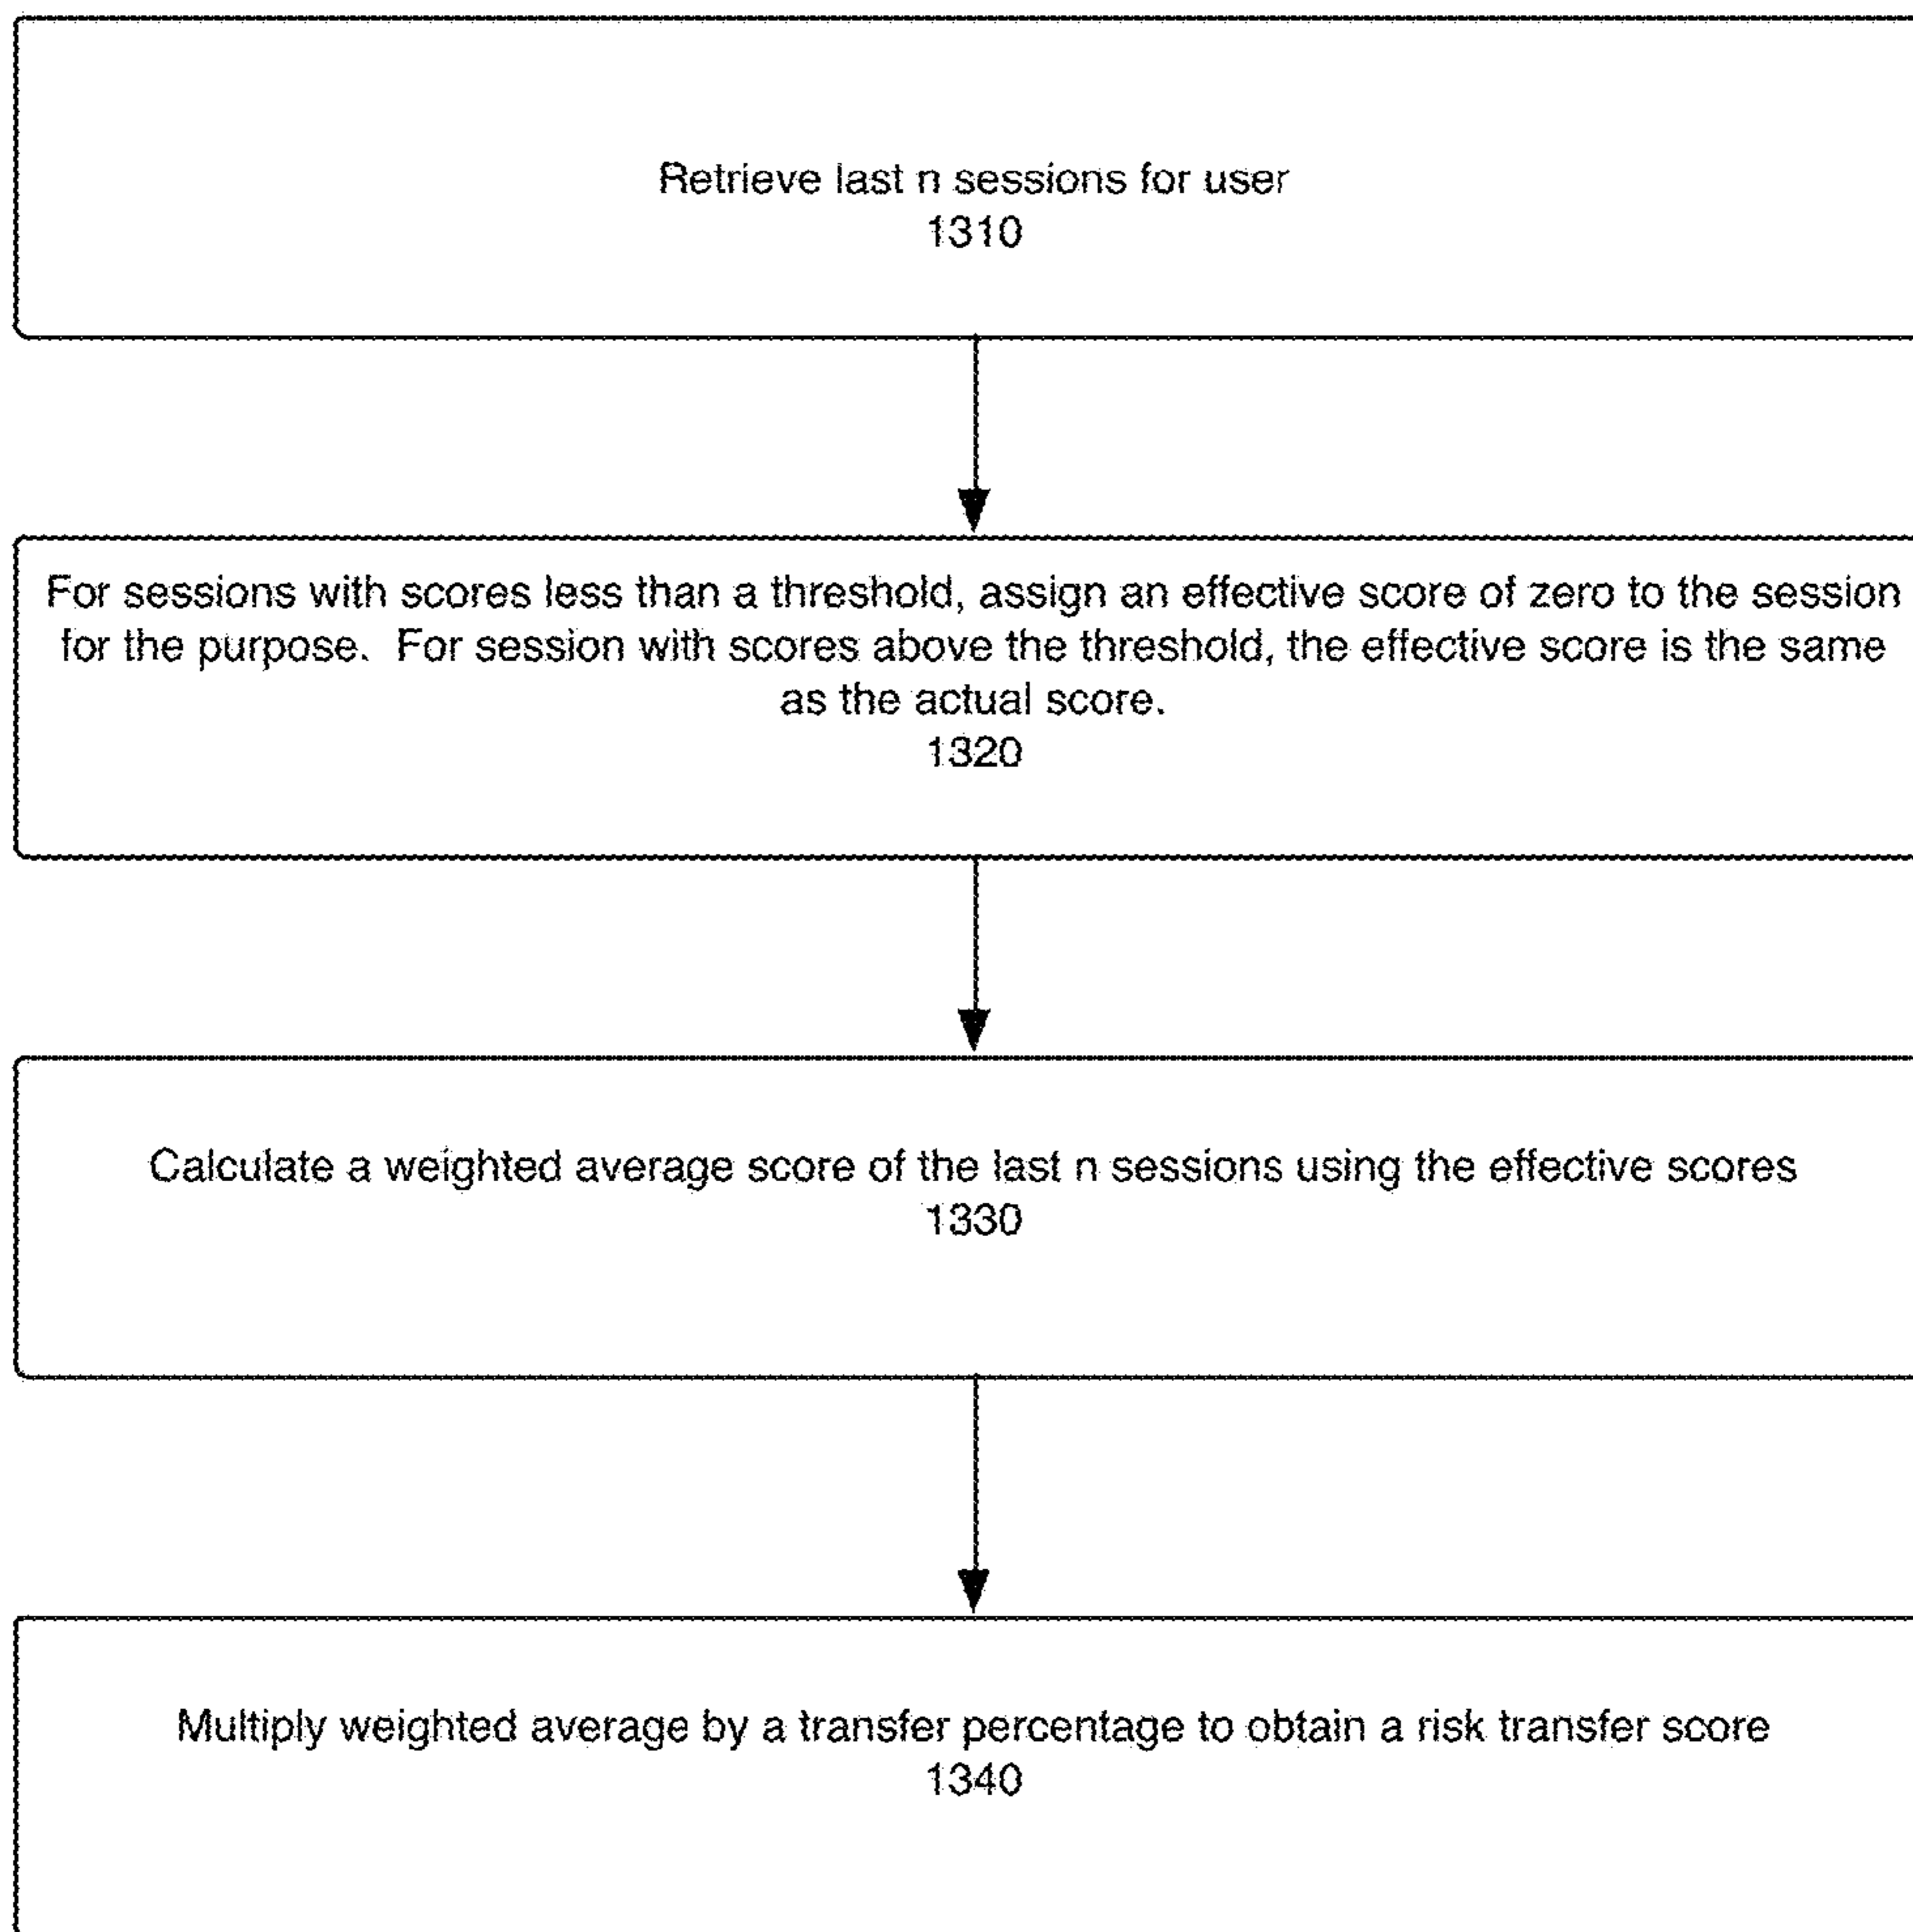 Retrieve last n sessions for user
1310
For sessions with scores less than a threshold, assign an effective score of zero to the session
for the purpose.  For session with scores above the threshold, the effective score is the same
as the actual score.
1320
Calculate a weighted average score of the last n sessions using the effective scores
1330
Multiply weighted average by a transfer percentage to obtain a risk transfer score
1340